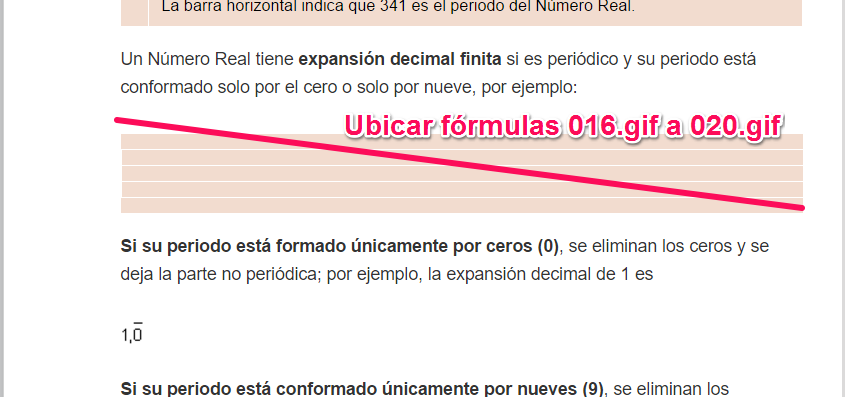 La barra horizontal indica que 341 es el periodo del Número Real.
Un Número Real tiene expansión decimal finita si es periódico y su periodo está
conformado solo por el cero o solo por nueve, por ejemplo:
Ubicar fórmulas 016.gif a 020.gif
Si su periodo está formado únicamente por ceros (0), se eliminan los ceros y se
deja la parte no periódica; por ejemplo, la expansión decimal de 1 es
1,0̅
Si su periodo está conformado únicamente por nueves (9), se eliminan los